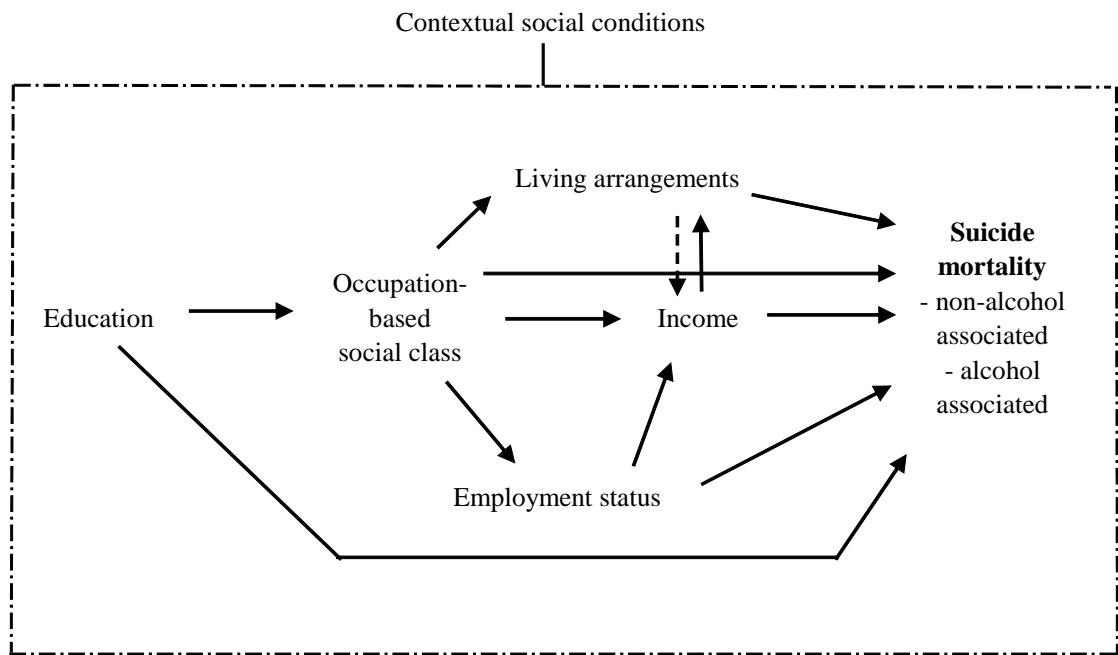 Contextual social conditions
Living arrangements
Education
Occupation-
based
social class
Income
Employment status
Suicide
mortality
- non-alcohol
associated
- alcohol
associated